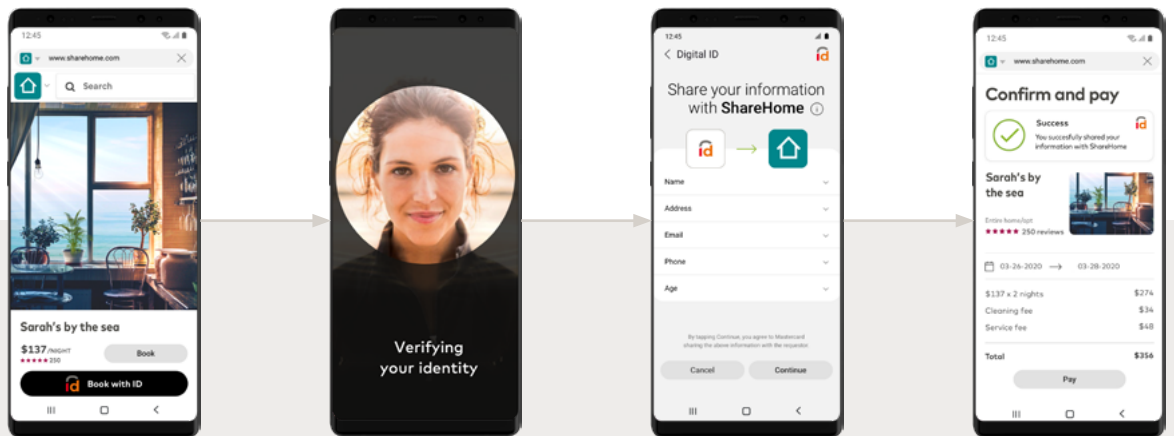 12:45
www.sharehome.com
Search
Sarah's by the sea
$137/NIGHT
250
Book
id Book with ID
Verifying
your identity
12:45
Digital ID
id
Share your information
with ShareHome
id
Name
Address
Email
Phone
Age
By tapping Continue, you agree to Mastercard
sharing the above information with the requestor.
Cancel
Continue
12:45
www.sharehome.com
Confirm and pay
Success
id
You succesfully shared your
information with ShareHome
Sarah's by
the sea
Entire home/apt
250 reviews
03-26-2020
03-28-2020
$137 x 2 nights
$274
Cleaning fee
$34
Service fee
$48
Total
$356
Pay